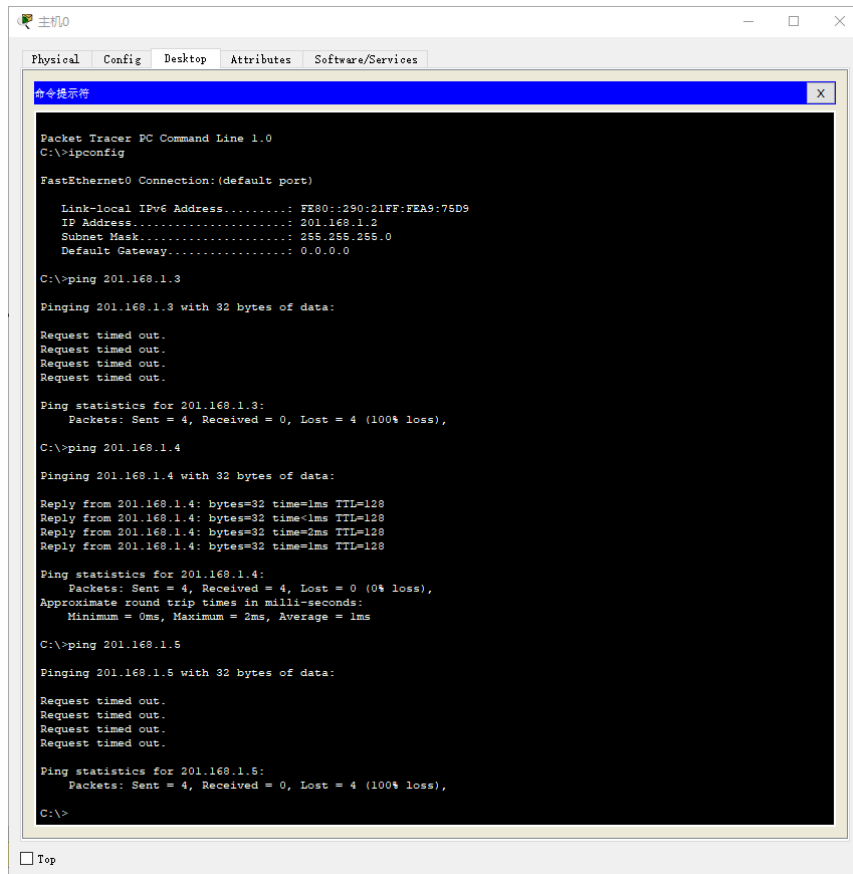 主机0
Physical Config Desktop Attributes Software/Services
命令提示符
X
Packet Tracer PC Command Line 1.0
C:\>ipconfig
FastEthernet0 Connection:(default port)
Link-local IPv6 Address.........: FE80::290:21FF:FEA9:75D9
IP Address......................: 201.168.1.2
Subnet Mask.....................: 255.255.255.0
Default Gateway.................: 0.0.0.0
C:\>ping 201.168.1.3
Pinging 201.168.1.3 with 32 bytes of data:
Request timed out.
Request timed out.
Request timed out.
Request timed out.
Ping statistics for 201.168.1.3:
Packets: Sent = 4, Received = 0, Lost = 4 (100% loss),
C:\>ping 201.168.1.4
Pinging 201.168.1.4 with 32 bytes of data:
Reply from 201.168.1.4: bytes=32 time=1ms TTL=128
Reply from 201.168.1.4: bytes=32 time<1ms TTL=128
Reply from 201.168.1.4: bytes=32 time=2ms TTL=128
Reply from 201.168.1.4: bytes=32 time=1ms TTL=128
Ping statistics for 201.168.1.4:
Packets: Sent = 4, Received = 4, Lost = 0 (0% loss),
Approximate round trip times in milli-seconds:
Minimum = 0ms, Maximum = 2ms, Average = 1ms
C:\>ping 201.168.1.5
Pinging 201.168.1.5 with 32 bytes of data:
Request timed out.
Request timed out.
Request timed out.
Request timed out.
Ping statistics for 201.168.1.5:
Packets: Sent = 4, Received = 0, Lost = 4 (100% loss),
C:\>
Top